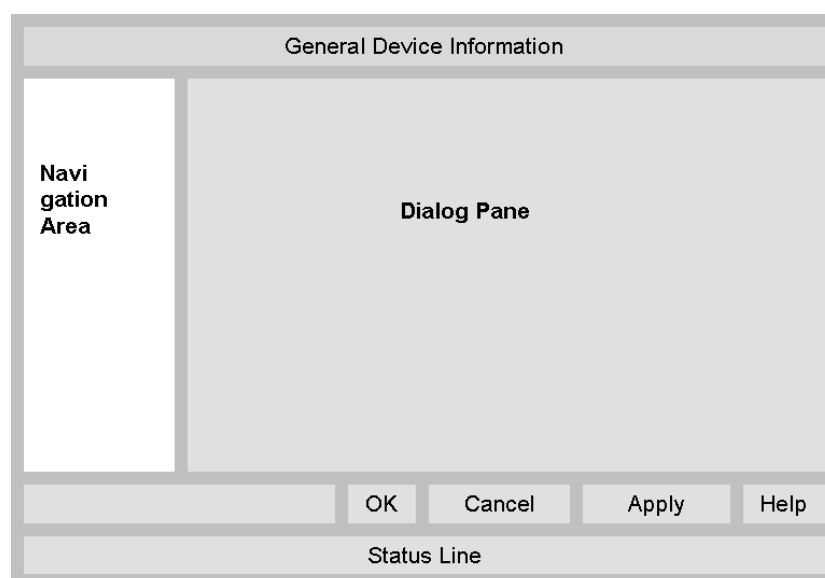 General Device Information
Navi
gation
Area
Dialog Pane
OK Cancel Apply Help
Status Line